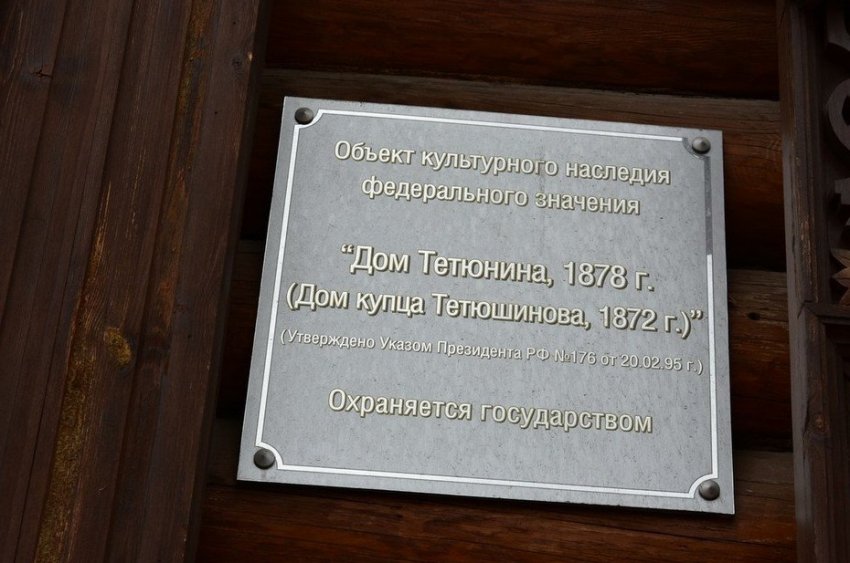 Объект культурного наследия
федерального значения
“Дом Тетюнина, 1878 г.
(Дом купца Тетюшинова, 1872 г.)”
(Утверждено Указом Президента РФ №176 от 20.02.95 г.)
Охраняется государством